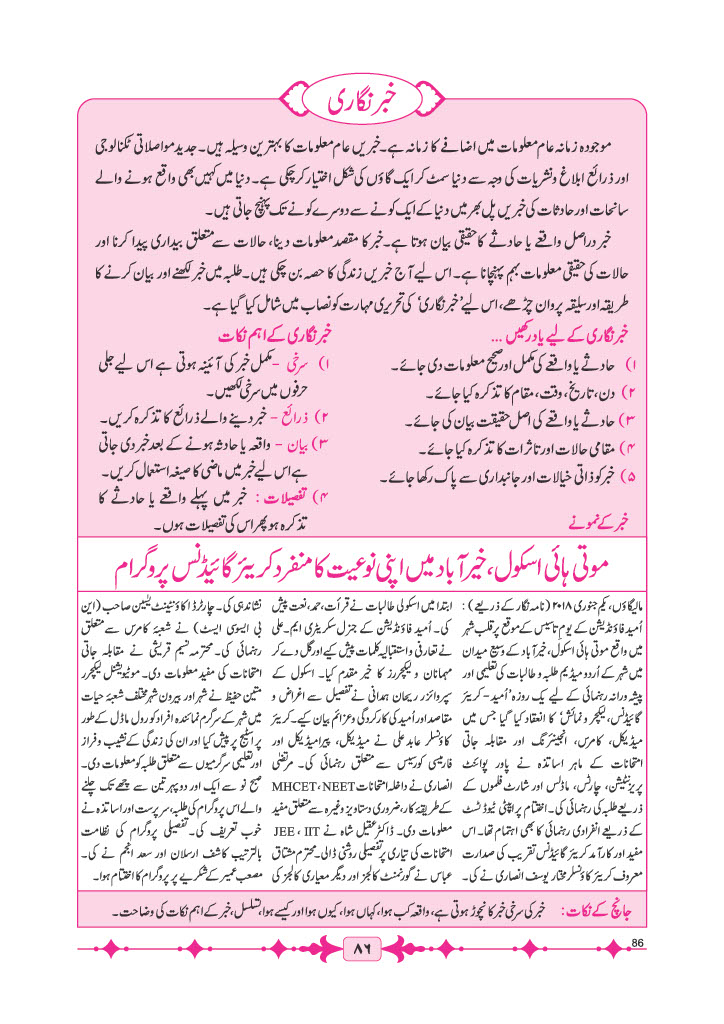 خبر نگاری
موجودہ زمانہ عام معلومات میں اضافے کا زمانہ ہے۔ خبریں عام معلومات کا بہترین وسیلہ ہیں۔ جدید مواصلاتی ٹکنالوجی
اور ذرائع ابلاغ و نشریات کی وجہ سے دنیا سمٹ کر ایک گاؤں کی شکل اختیار کر چکی ہے۔ دنیا میں کہیں بھی واقع ہونے والے
سانحات اور حادثات کی خبریں پل بھر میں دنیا کے ایک کونے سے دوسرے کونے تک پہنچ جاتی ہیں۔
خبر دراصل واقعے یا حادثے کا حقیقی بیان ہوتا ہے۔ خبر کا مقصد معلومات دینا، حالات سے متعلق بیداری پیدا کرنا اور
حالات کی حقیقی معلومات بہم پہنچانا ہے۔ اس لیے آج خبریں زندگی کا حصہ بن چکی ہیں۔ طلبہ میں خبر لکھنے اور بیان کرنے کا
طریقہ اور سلیقہ پروان چڑھے، اس لیے ’خبر نگاری‘ کی تحریری مہارت کو نصاب میں شامل کیا گیا ہے۔
خبر نگاری کے لیے یاد رکھیں ...
۱) حادثے یا واقعے کی مکمل اور صحیح معلومات دی جائے۔
۲) دن، تاریخ، وقت، مقام کا تذکرہ کیا جائے۔
۳) حادثے یا واقعے کی اصل حقیقت بیان کی جائے۔
۴) مقامی حالات اور تاثرات کا تذکرہ کیا جائے۔
۵) خبر کو ذاتی خیالات اور جانبداری سے پاک رکھا جائے۔
خبر نگاری کے اہم نکات
۱) سرخی - مکمل خبر کی آئینہ ہوتی ہے اس لیے جلی
حرفوں میں سرخی لکھیں۔
۲) ذرائع - خبر دینے والے ذرائع کا تذکرہ کریں۔
۳) بیان - واقعہ یا حادثہ ہونے کے بعد خبر دی جاتی
ہے اس لیے خبر میں ماضی کا صیغہ استعمال کریں۔
۴) تفصیلات : خبر میں پہلے واقعے یا حادثے کا
تذکرہ ہو پھر اس کی تفصیلات ہوں۔
خبر کے نمونے
موتی ہائی اسکول، خیرآباد میں اپنی نوعیت کا منفرد کریئر گائیڈنس پروگرام
مالیگاؤں، یکم جنوری ۲۰۱۸ (نامہ نگار کے ذریعے) :
اُمید فاؤنڈیشن کے یومِ تاسیس کے موقع پر قلب شہر
میں واقع موتی ہائی اسکول، خیرآباد کے وسیع میدان
میں شہر کے اُردو میڈیم طلبہ و طالبات کی تعلیمی اور
پیشہ ورانہ رہنمائی کے لیے یک روزہ ’اُمید - کریئر
گائیڈنس، لیکچر و نمائش‘ کا انعقاد کیا گیا جس میں
میڈیکل، کامرس، انجینئرنگ اور مقابلہ جاتی
امتحانات کے ماہر اساتذہ نے پاور پوائنٹ
پریزنٹیشن، چارٹس، ماڈلس اور شارٹ فلموں کے
ذریعے طلبہ کی رہنمائی کی۔ اختتام پر اپٹی ٹیوڈ ٹسٹ
کے ذریعے انفرادی رہنمائی کا بھی اہتمام تھا۔ اس
مفید اور کارآمد کریئر گائیڈنس تقریب کی صدارت
معروف کریئر کاؤنسلر مختار یوسف انصاری نے کی۔
ابتدا میں اسکولی طالبات نے قرأت، حمد، نعت پیش
کی۔ اُمید فاؤنڈیشن کے جنرل سکریٹری ایم۔ علی
نے تعارفی و استقبالیہ کلمات پیش کیے اور گل دے کر
مہمانان و لیکچررز کا خیر مقدم کیا۔ اسکول کے
سپروائزر ریحان ہمدانی نے تفصیل سے اغراض و
مقاصد اور اُمید کی کارکردگی و عزائم بیان کیے۔ کریئر
کاؤنسلر عابد علی نے میڈیکل، پیرامیڈیکل اور
فارمیسی کورسیس سے متعلق رہنمائی کی۔ مرتضیٰ
انصاری نے داخلہ امتحانات MHCET، NEET
کے طریقۂ کار، ضروری دستاویز وغیرہ سے متعلق مفید
معلومات دی۔ ڈاکٹر عقیل شاہ نے JEE ، IIT
امتحانات کی تیاری پر تفصیلی روشنی ڈالی۔ محترم مشتاق
عباس نے گورنمنٹ کالجز اور دیگر معیاری کالجز کی
نشاندہی کی۔ چارٹرڈ اکاؤنٹینٹ یٰسین صاحب (این
بی ایسوسی ایٹ) نے شعبۂ کامرس سے متعلق
رہنمائی کی۔ محترمہ نسیم قریشی نے مقابلہ جاتی
امتحانات کی مفید معلومات دی۔ موٹیویشنل لیکچرر
متین حفیظ نے شہر اور بیرون شہر مختلف شعبۂ حیات
میں شہر کے سرگرم نمائندہ افراد کو رول ماڈل کے طور
پر اسٹیج پر پیش کیا اور ان کی زندگی کے نشیب و فراز
اور تعلیمی سرگرمیوں سے متعلق طلبہ کو معلومات دی۔
صبح نو سے ایک اور دوپہر تین سے چھے تک چلنے
والے اس پروگرام کی طلبہ، سرپرست اور اساتذہ نے
خوب تعریف کی۔ تفصیلی پروگرام کی نظامت
بالترتیب کاشف ارسلان اور سعد انجم نے کی۔
مصعب عمیر کے شکریے پر پروگرام کا اختتام ہوا۔
جانچ کے نکات : خبر کی سرخی خبر کا نچوڑ ہوتی ہے، واقعہ کب ہوا، کہاں ہوا، کیوں ہوا اور کیسے ہوا، تسلسل، خبر کے اہم نکات کی وضاحت۔
۸۶
86